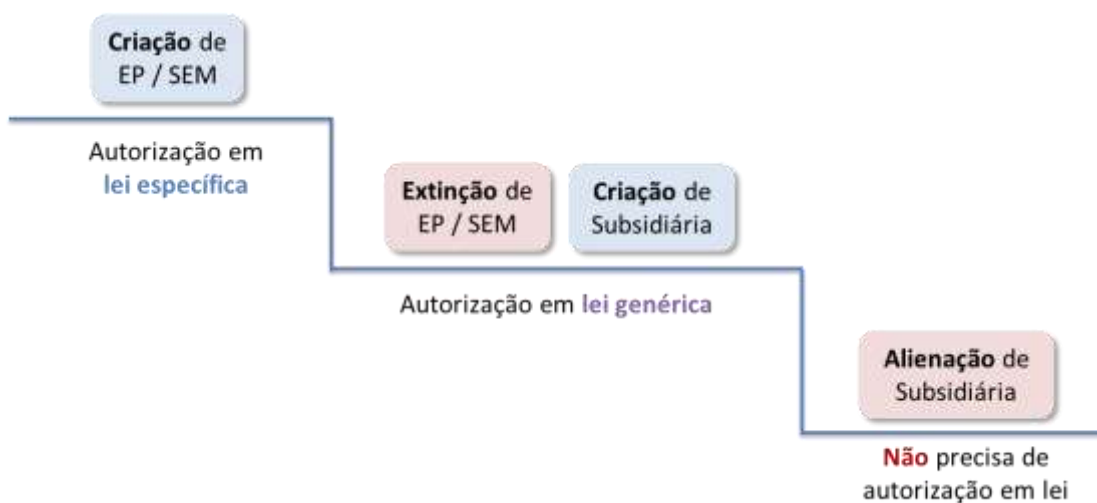 Criação de
EP / SEM
Autorização em
lei específica
Extinção de
EP / SEM
Criação de
Subsidiária
Autorização em lei genérica
Alienação de
Subsidiária
Não precisa de
autorização em lei